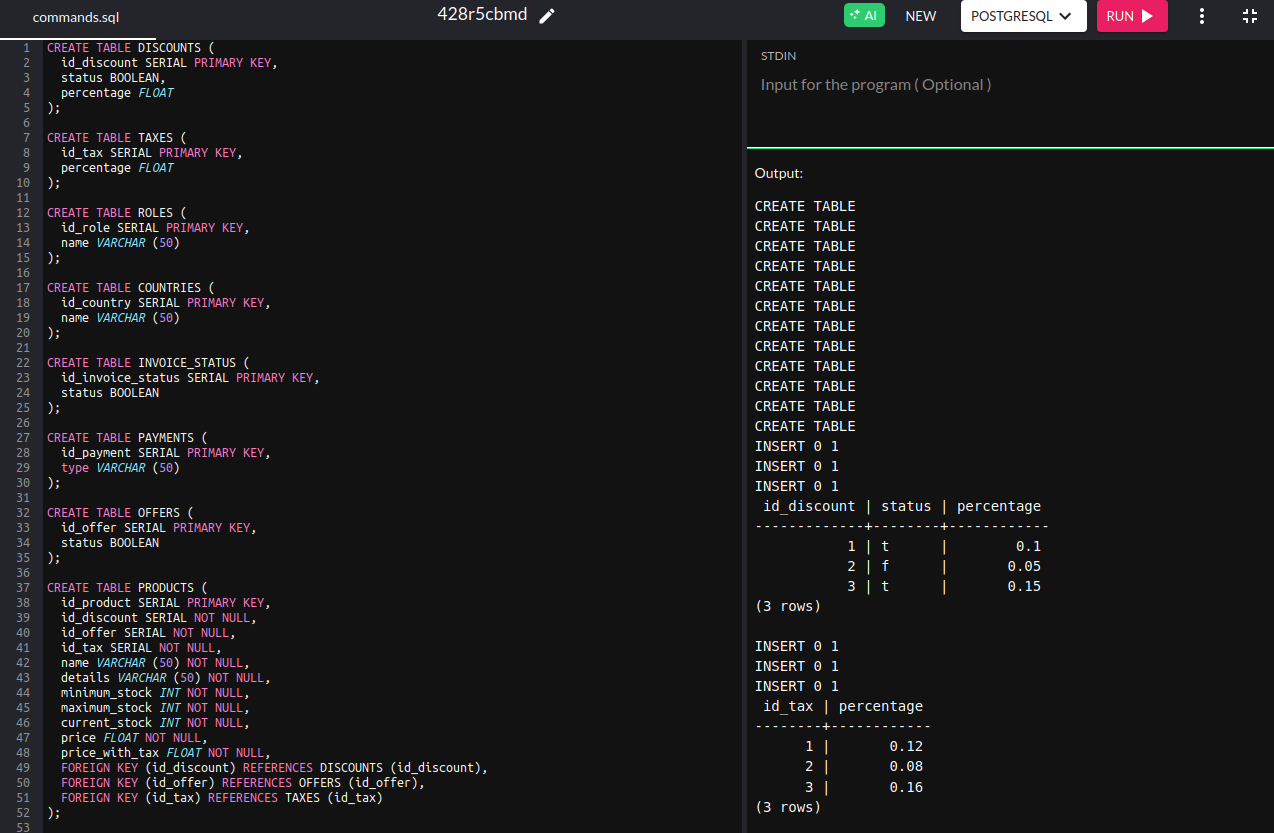 commands.sql
428r5cbmd
AI
NEW
POSTGRESQL
RUN
1 CREATE TABLE DISCOUNTS (
2   id_discount SERIAL PRIMARY KEY,
3   status BOOLEAN,
4   percentage FLOAT
5 );
6
7 CREATE TABLE TAXES (
8   id_tax SERIAL PRIMARY KEY,
9   percentage FLOAT
10 );
11
12 CREATE TABLE ROLES (
13   id_role SERIAL PRIMARY KEY,
14   name VARCHAR (50)
15 );
16
17 CREATE TABLE COUNTRIES (
18   id_country SERIAL PRIMARY KEY,
19   name VARCHAR (50)
20 );
21
22 CREATE TABLE INVOICE_STATUS (
23   id_invoice_status SERIAL PRIMARY KEY,
24   status BOOLEAN
25 );
26
27 CREATE TABLE PAYMENTS (
28   id_payment SERIAL PRIMARY KEY,
29   type VARCHAR (50)
30 );
31
32 CREATE TABLE OFFERS (
33   id_offer SERIAL PRIMARY KEY,
34   status BOOLEAN
35 );
36
37 CREATE TABLE PRODUCTS (
38   id_product SERIAL PRIMARY KEY,
39   id_discount SERIAL NOT NULL,
40   id_offer SERIAL NOT NULL,
41   id_tax SERIAL NOT NULL,
42   name VARCHAR (50) NOT NULL,
43   details VARCHAR (50) NOT NULL,
44   minimum_stock INT NOT NULL,
45   maximum_stock INT NOT NULL,
46   current_stock INT NOT NULL,
47   price FLOAT NOT NULL,
48   price_with_tax FLOAT NOT NULL,
49   FOREIGN KEY (id_discount) REFERENCES DISCOUNTS (id_discount),
50   FOREIGN KEY (id_offer) REFERENCES OFFERS (id_offer),
51   FOREIGN KEY (id_tax) REFERENCES TAXES (id_tax)
52 );
53
STDIN
Input for the program ( Optional )
Output:
CREATE TABLE
CREATE TABLE
CREATE TABLE
CREATE TABLE
CREATE TABLE
CREATE TABLE
CREATE TABLE
CREATE TABLE
CREATE TABLE
CREATE TABLE
CREATE TABLE
CREATE TABLE
INSERT 0 1
INSERT 0 1
INSERT 0 1
 id_discount | status | percentage
-------------+--------+------------
           1 | t      |        0.1
           2 | f      |       0.05
           3 | t      |       0.15
(3 rows)

INSERT 0 1
INSERT 0 1
INSERT 0 1
 id_tax | percentage
--------+------------
      1 |       0.12
      2 |       0.08
      3 |       0.16
(3 rows)